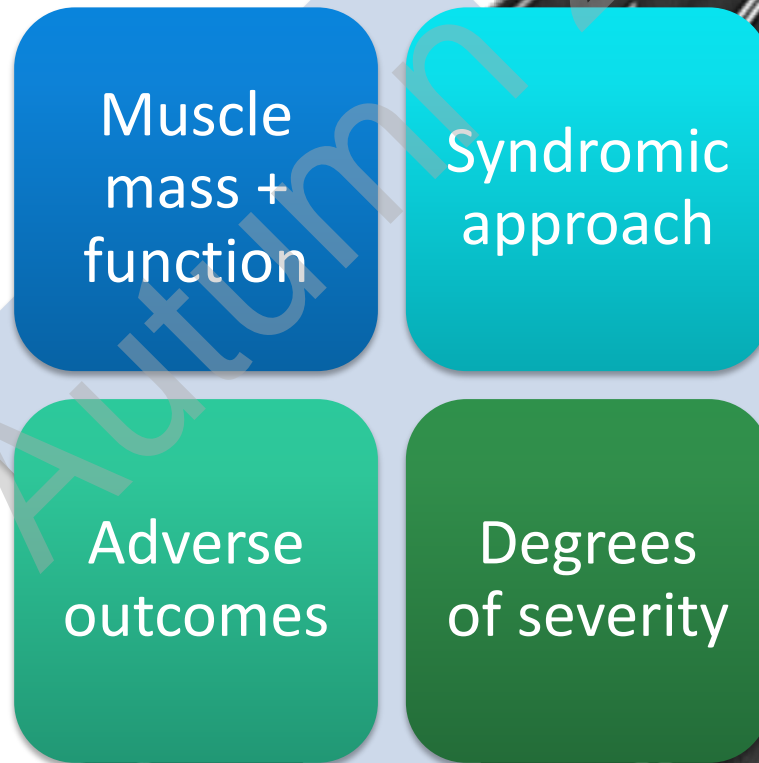 Muscle
mass +
function
Syndromic
approach
Adverse
outcomes
Degrees
of severity
Autumn